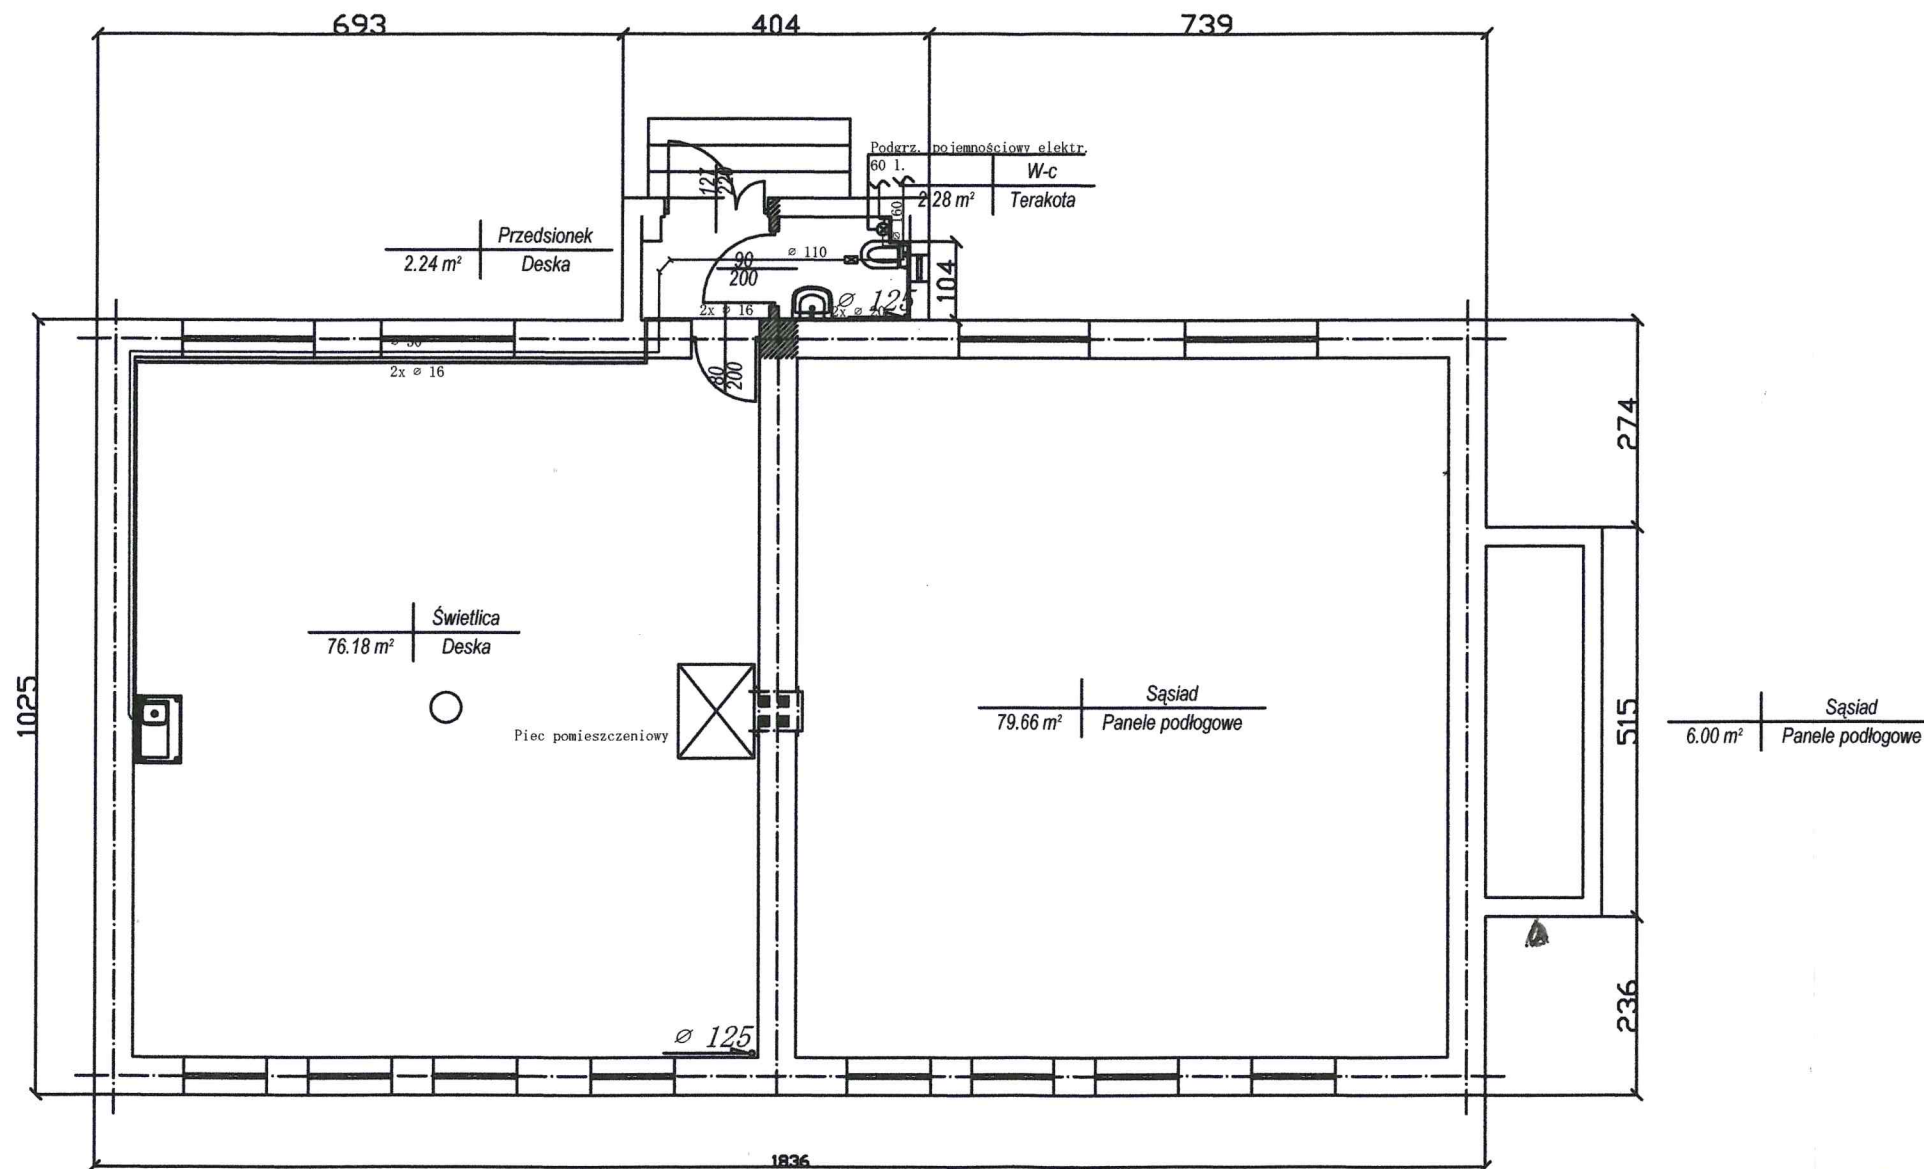 693
404
739
Podgrz. pojemnościowy elektr.
60 l.
W-c
2.28 m²
Terakota
127
220
ø 160
Przedsionek
2.24 m²
Deska
ø 110
90
200
104
ø 125
2x ø 16
2x ø 20
ø 50
2x ø 16
80
200
274
Świetlica
76.18 m²
Deska
1025
Piec pomieszczeniowy
Sąsiad
79.66 m²
Panele podłogowe
515
Sąsiad
6.00 m²
Panele podłogowe
236
ø 125
1836